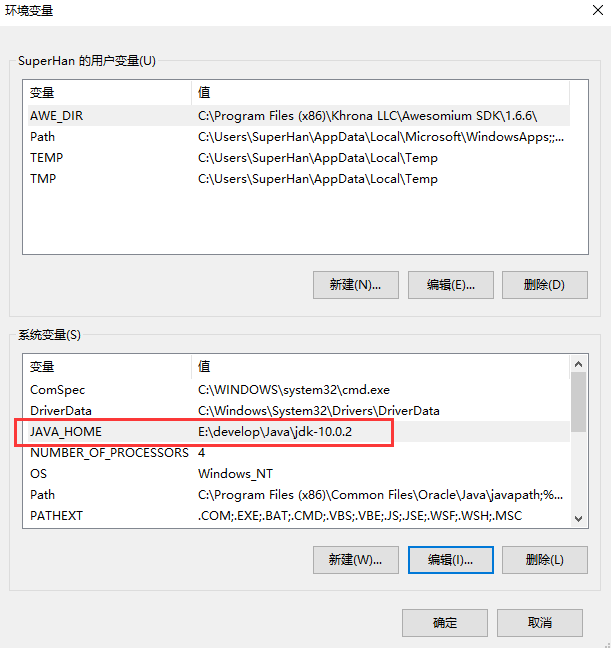 环境变量
SuperHan 的用户变量(U)
变量 值
AWE_DIR C:\Program Files (x86)\Khrona LLC\Awesomium SDK\1.6.6\
Path C:\Users\SuperHan\AppData\Local\Microsoft\WindowsApps;;...
TEMP C:\Users\SuperHan\AppData\Local\Temp
TMP C:\Users\SuperHan\AppData\Local\Temp
新建(N)... 编辑(E)... 删除(D)
系统变量(S)
变量 值
ComSpec C:\WINDOWS\system32\cmd.exe
DriverData C:\Windows\System32\Drivers\DriverData
JAVA_HOME E:\develop\Java\jdk-10.0.2
NUMBER_OF_PROCESSORS 4
OS Windows_NT
Path C:\Program Files (x86)\Common Files\Oracle\Java\javapath;%...
PATHEXT .COM;.EXE;.BAT;.CMD;.VBS;.VBE;.JS;.JSE;.WSF;.WSH;.MSC
新建(W)... 编辑(I)... 删除(L)
确定 取消